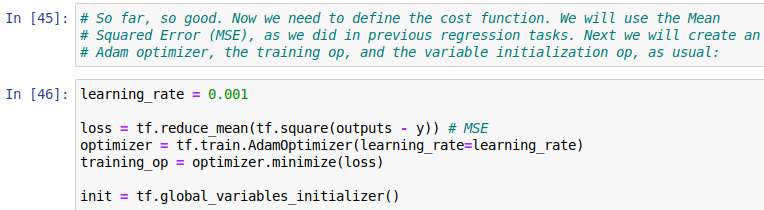 In [45]: # So far, so good. Now we need to define the cost function. We will use the Mean
# Squared Error (MSE), as we did in previous regression tasks. Next we will create an
# Adam optimizer, the training op, and the variable initialization op, as usual:
In [46]: learning_rate = 0.001
loss = tf.reduce_mean(tf.square(outputs - y)) # MSE
optimizer = tf.train.AdamOptimizer(learning_rate=learning_rate)
training_op = optimizer.minimize(loss)
init = tf.global_variables_initializer()